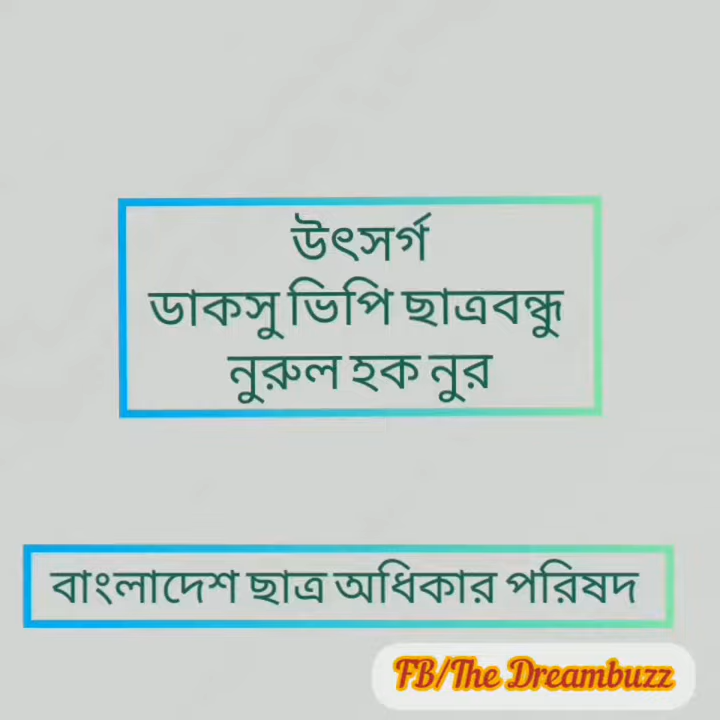 উৎসর্গ
ডাকসু ভিপি ছাত্রবন্ধু
নুরুল হক নুর
বাংলাদেশ ছাত্র অধিকার পরিষদ
FB/The Dreambuzz